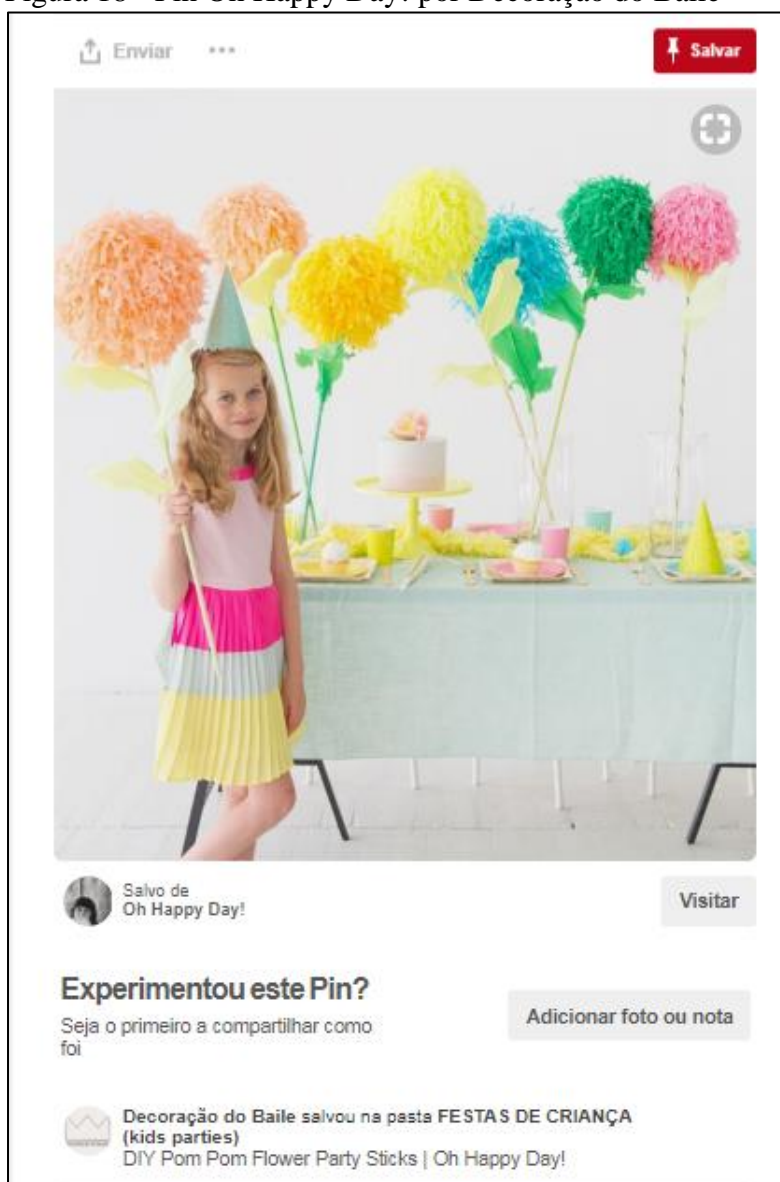 Figura 18 - Pin Oh Happy Day! por Decoração do Baile
Enviar
Salvar
Salvo de
Oh Happy Day!
Visitar
Experimentou este Pin?
Seja o primeiro a compartilhar como
foi
Adicionar foto ou nota
Decoração do Baile salvou na pasta FESTAS DE CRIANÇA
(kids parties)
DIY Pom Pom Flower Party Sticks | Oh Happy Day!